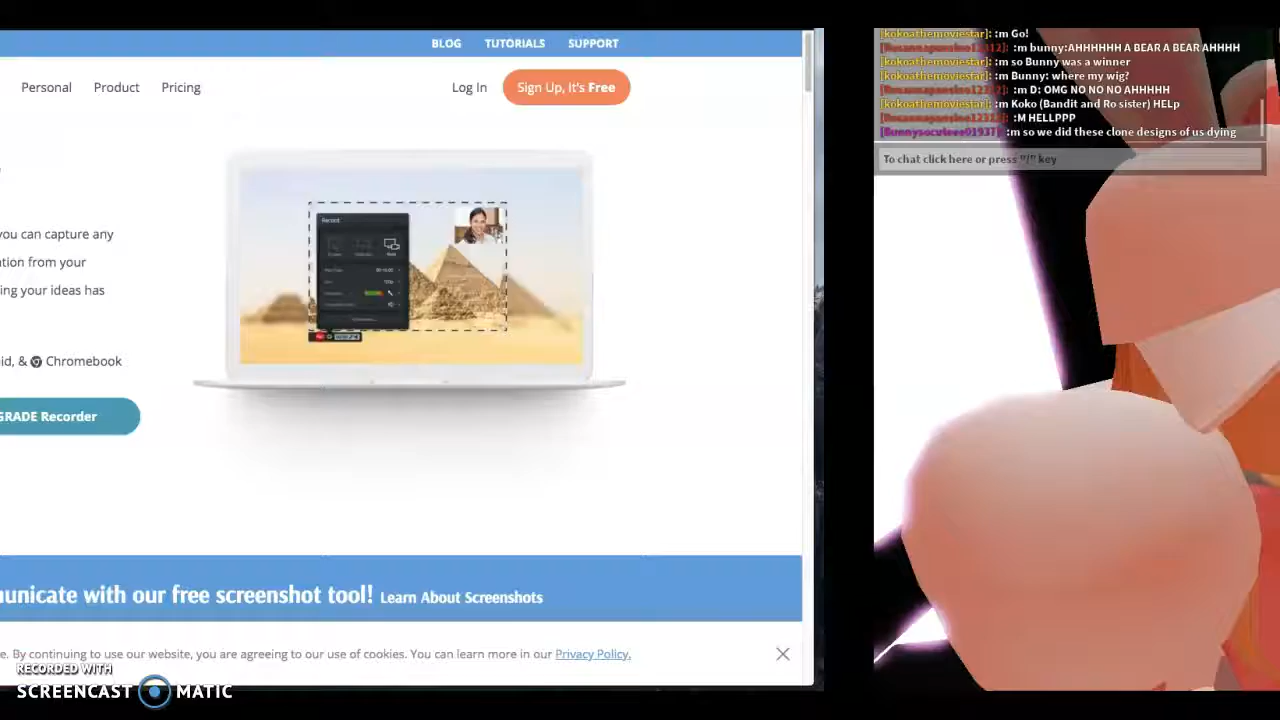 BLOG TUTORIALS SUPPORT
Personal Product Pricing Log In Sign Up, It's Free
you can capture any
ation from your
ing your ideas has
Record
id, & Chromebook
GRADE Recorder
unicate with our free screenshot tool! Learn About Screenshots
e. By continuing to use our website, you are agreeing to our use of cookies. You can learn more in our Privacy Policy.
RECORDED WITH
SCREENCAST MATIC
[kokoathemoviestar]: :m Go!
:m bunny:AHHHHHH A BEAR A BEAR AHHHH
[kokoathemoviestar]: :m so Bunny was a winner
[kokoathemoviestar]: :m Bunny: where my wig?
:m D: OMG NO NO NO AHHHHH
[kokoathemoviestar]: :m Koko (Bandit and Ro sister) HELp
:M HELLPPP
:m so we did these clone designs of us dying
To chat click here or press "/" key